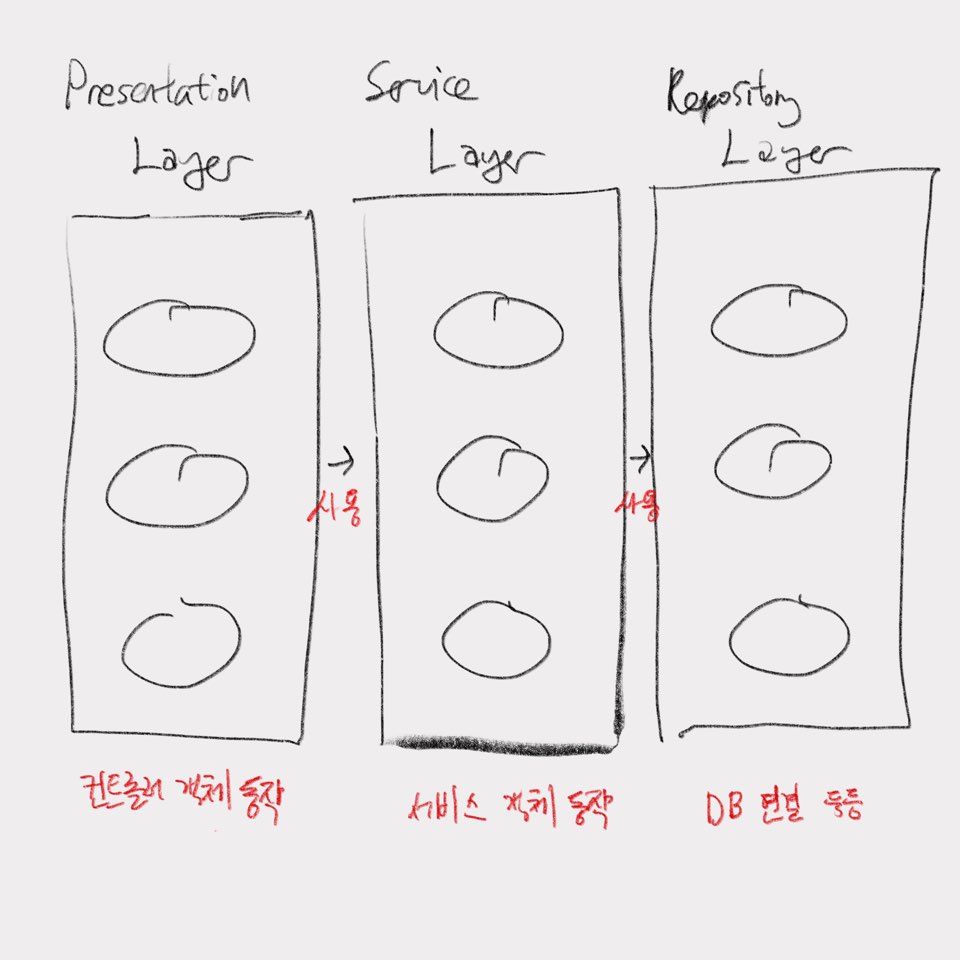 Presentation
Layer
Service
Layer
Repository
Layer
→
사용
→
사용
컨트롤러 객체 동작
서비스 객체 동작
DB 연결 등등